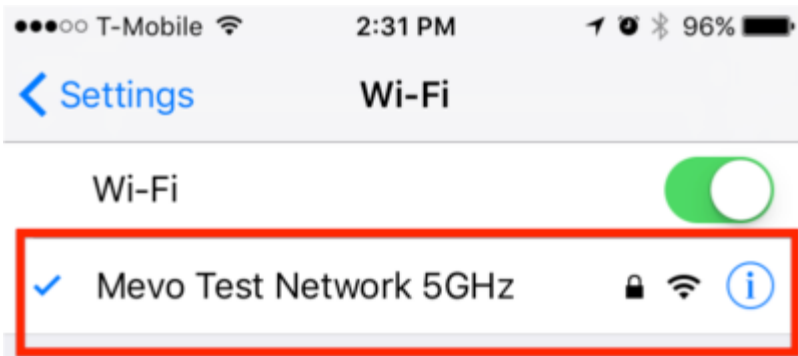 T-Mobile 2:31 PM 96%
Settings Wi-Fi
Wi-Fi
Mevo Test Network 5GHz